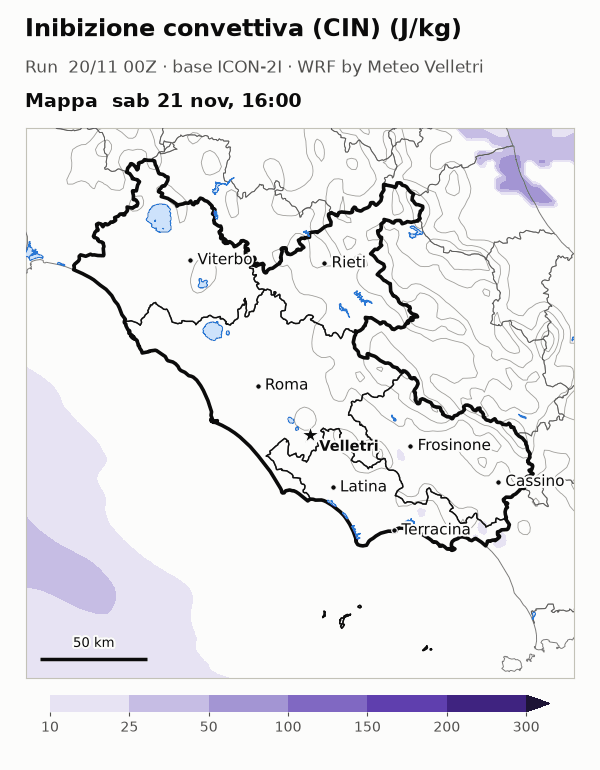 Inibizione convettiva (CIN) (J/kg)
Run 20/11 00Z · base ICON-2I · WRF by Meteo Velletri
Mappa sab 21 nov, 16:00
Viterbo
Rieti
Roma
Velletri
Frosinone
Cassino
Latina
Terracina
50 km
10 25 50 100 150 200 300